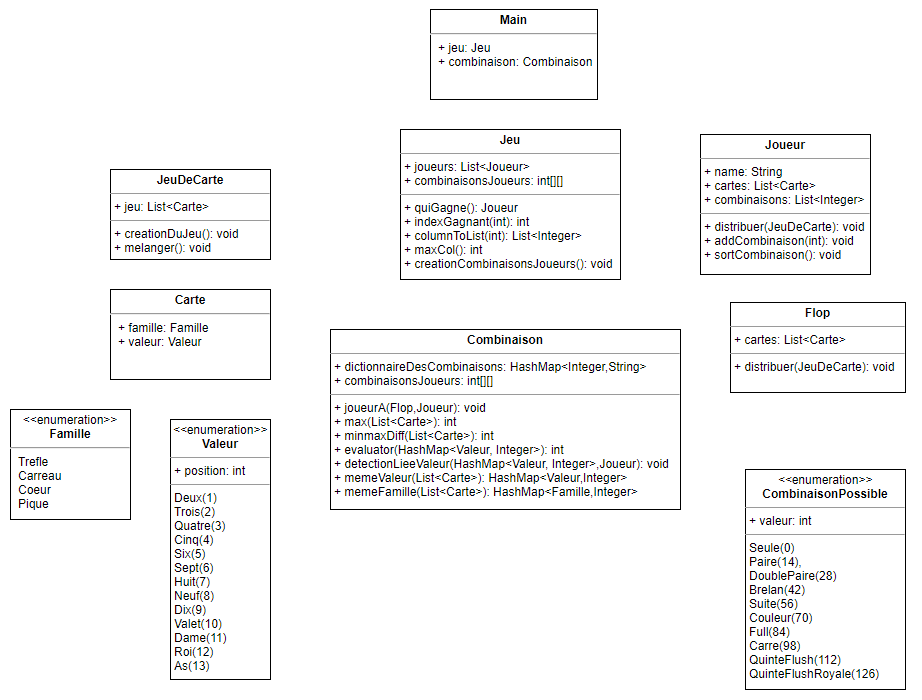 Main
+ jeu: Jeu
+ combinaison: Combinaison
Jeu
+ joueurs: List<Joueur>
+ combinaisonsJoueurs: int[][]
+ quiGagne(): Joueur
+ indexGagnant(int): int
+ columnToList(int): List<Integer>
+ maxCol(): int
+ creationCombinaisonsJoueurs(): void
Joueur
+ name: String
+ cartes: List<Carte>
+ combinaisons: List<Integer>
+ distribuer(JeuDeCarte): void
+ addCombinaison(int): void
+ sortCombinaison(): void
JeuDeCarte
+ jeu: List<Carte>
+ creationDuJeu(): void
+ melanger(): void
Carte
+ famille: Famille
+ valeur: Valeur
Flop
+ cartes: List<Carte>
+ distribuer(JeuDeCarte): void
Combinaison
+ dictionnaireDesCombinaisons: HashMap<Integer,String>
+ combinaisonsJoueurs: int[][]
+ joueurA(Flop,Joueur): void
+ max(List<Carte>): int
+ minmaxDiff(List<Carte>): int
+ evaluator(HashMap<Valeur, Integer>): int
+ detectionLieeValeur(HashMap<Valeur, Integer>,Joueur): void
+ memeValeur(List<Carte>): HashMap<Valeur,Integer>
+ memeFamille(List<Carte>): HashMap<Famille,Integer>
<<enumeration>>
Famille
Trefle
Carreau
Coeur
Pique
<<enumeration>>
Valeur
+ position: int
Deux(1)
Trois(2)
Quatre(3)
Cinq(4)
Six(5)
Sept(6)
Huit(7)
Neuf(8)
Dix(9)
Valet(10)
Dame(11)
Roi(12)
As(13)
<<enumeration>>
CombinaisonPossible
+ valeur: int
Seule(0)
Paire(14),
DoublePaire(28)
Brelan(42)
Suite(56)
Couleur(70)
Full(84)
Carre(98)
QuinteFlush(112)
QuinteFlushRoyale(126)